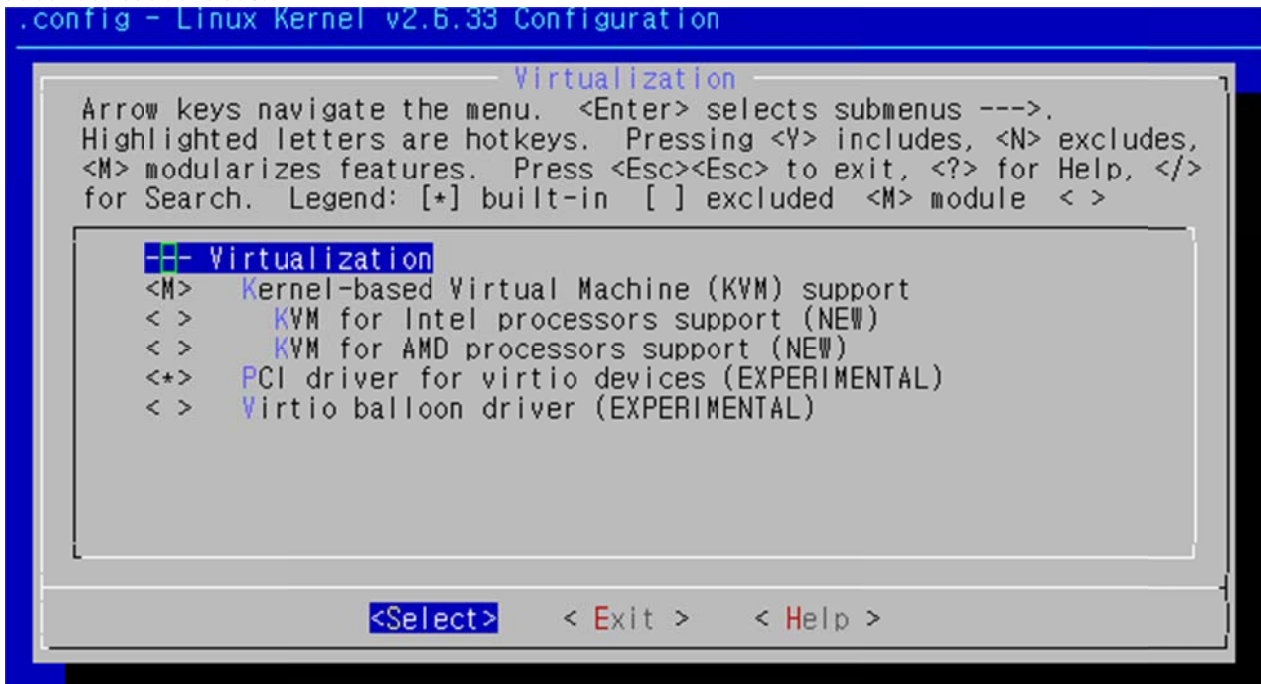 .config - Linux Kernel v2.6.33 Configuration
Virtualization
Arrow keys navigate the menu.  <Enter> selects submenus --->.
Highlighted letters are hotkeys.  Pressing <Y> includes, <N> excludes,
<M> modularizes features.  Press <Esc><Esc> to exit, <?> for Help, </>
for Search.  Legend: [*] built-in  [ ] excluded  <M> module  < >
--- Virtualization
<M>   Kernel-based Virtual Machine (KVM) support
< >     KVM for Intel processors support (NEW)
< >     KVM for AMD processors support (NEW)
<*>   PCI driver for virtio devices (EXPERIMENTAL)
< >   Virtio balloon driver (EXPERIMENTAL)
<Select>    < Exit >    < Help >